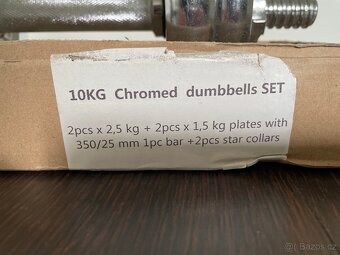 10KG Chromed dumbbells SET
2pcs x 2,5 kg + 2pcs x 1,5 kg plates with
350/25 mm 1pc bar +2pcs star collars
© Bazos.cz